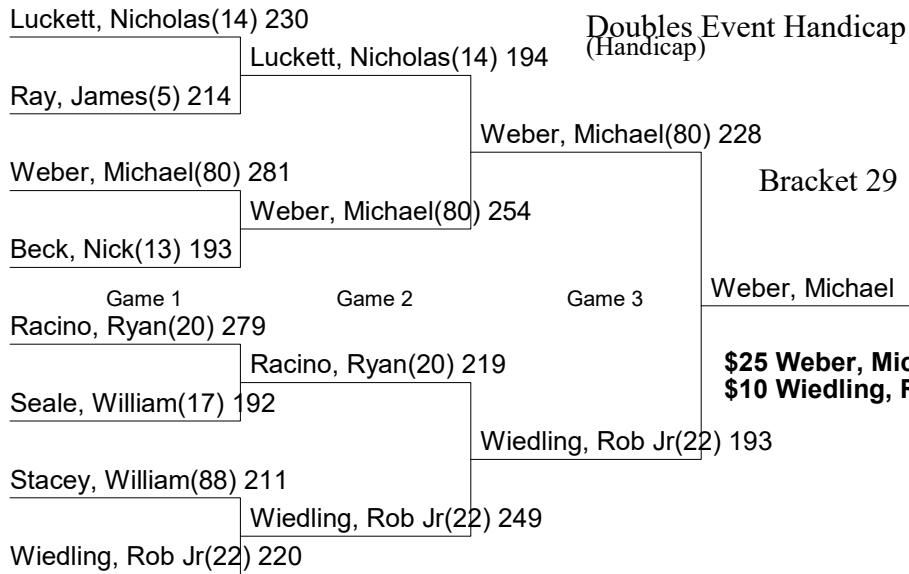 Luckett, Nicholas(14) 230
Doubles Event Handicap
(Handicap)
Luckett, Nicholas(14) 194
Ray, James(5) 214
Weber, Michael(80) 228
Weber, Michael(80) 281
Bracket 29
Weber, Michael(80) 254
Beck, Nick(13) 193
Game 1
Game 2
Game 3
Weber, Michael
Racino, Ryan(20) 279
Racino, Ryan(20) 219
$25 Weber, Mic
$10 Wiedling, R
Seale, William(17) 192
Wiedling, Rob Jr(22) 193
Stacey, William(88) 211
Wiedling, Rob Jr(22) 249
Wiedling, Rob Jr(22) 220